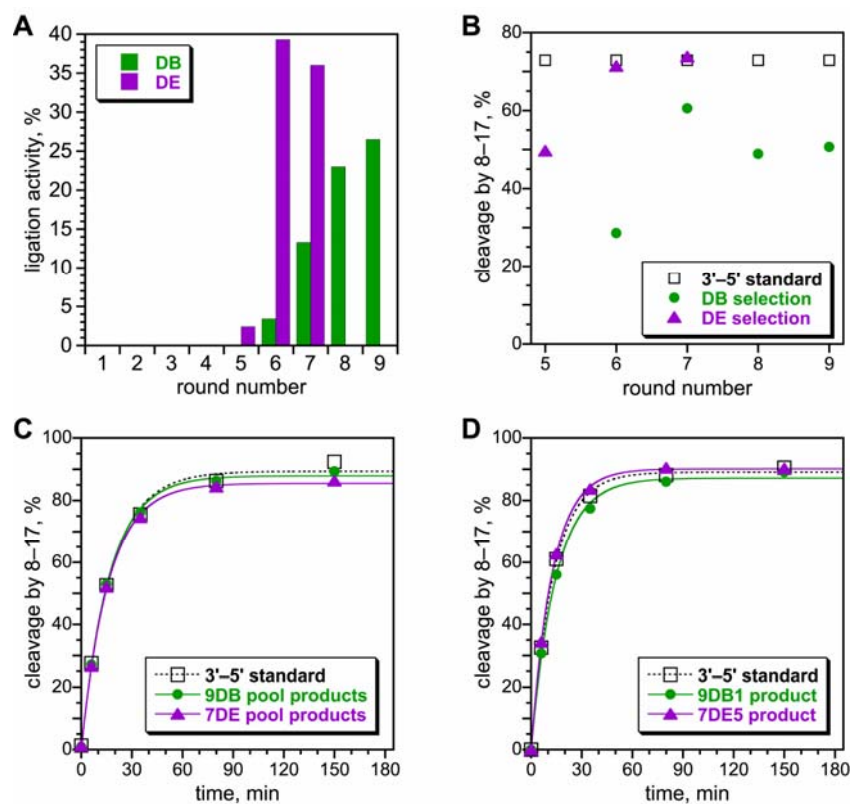 A
ligation activity, %
40
35
30
25
20
15
10
5
0
DB
DE
1 2 3 4 5 6 7 8 9
round number
B
cleavage by 8–17, %
80
60
40
20
0
3'–5' standard
DB selection
DE selection
5 6 7 8 9
round number
C
cleavage by 8–17, %
100
80
60
40
20
0
3'–5' standard
9DB pool products
7DE pool products
0 30 60 90 120 150 180
time, min
D
cleavage by 8–17, %
100
80
60
40
20
0
3'–5' standard
9DB1 product
7DE5 product
0 30 60 90 120 150 180
time, min